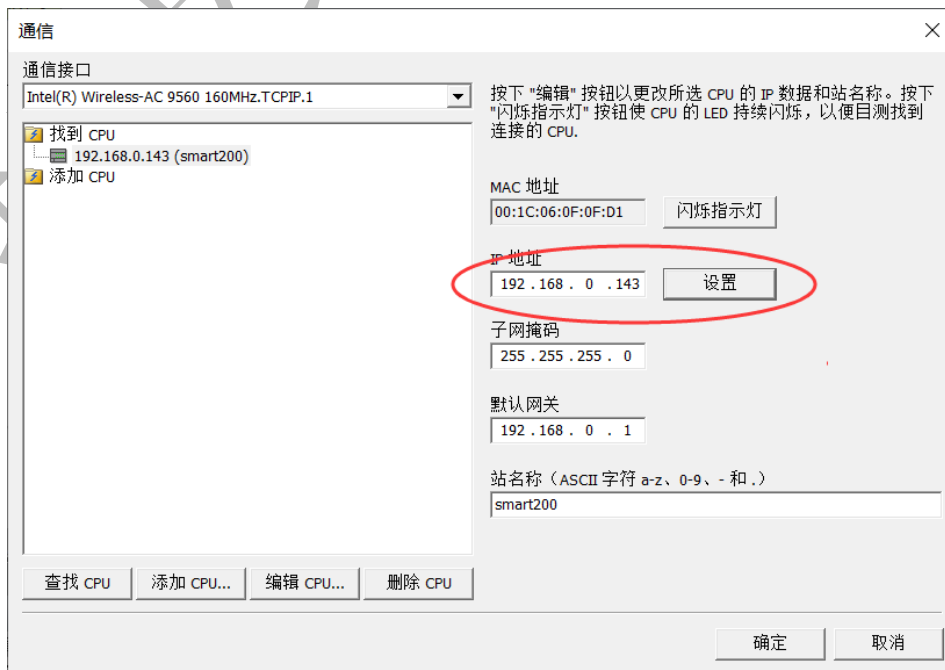 通信
通信接口
Intel(R) Wireless-AC 9560 160MHz.TCPIP.1
找到 CPU
192.168.0.143 (smart200)
添加 CPU
按下 "编辑" 按钮以更改所选 CPU 的 IP 数据和站名称。按下
"闪烁指示灯" 按钮使 CPU 的 LED 持续闪烁，以便目测找到
连接的 CPU.
MAC 地址
00:1C:06:0F:0F:D1
闪烁指示灯
IP 地址
192 . 168 . 0 . 143
设置
子网掩码
255 . 255 . 255 . 0
默认网关
192 . 168 . 0 . 1
站名称（ASCII 字符 a-z、0-9、- 和 .）
smart200
查找 CPU
添加 CPU...
编辑 CPU...
删除 CPU
确定
取消